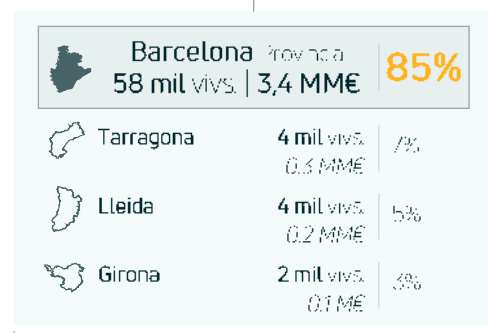 Barcelona Provincia
58 mil vivs. | 3,4 MM€
85%
Tarragona
4 mil vivs.
0.3 MM€
7%
Lleida
4 mil vivs.
0.2 MM€
5%
Girona
2 mil vivs.
0.1 M€
3%